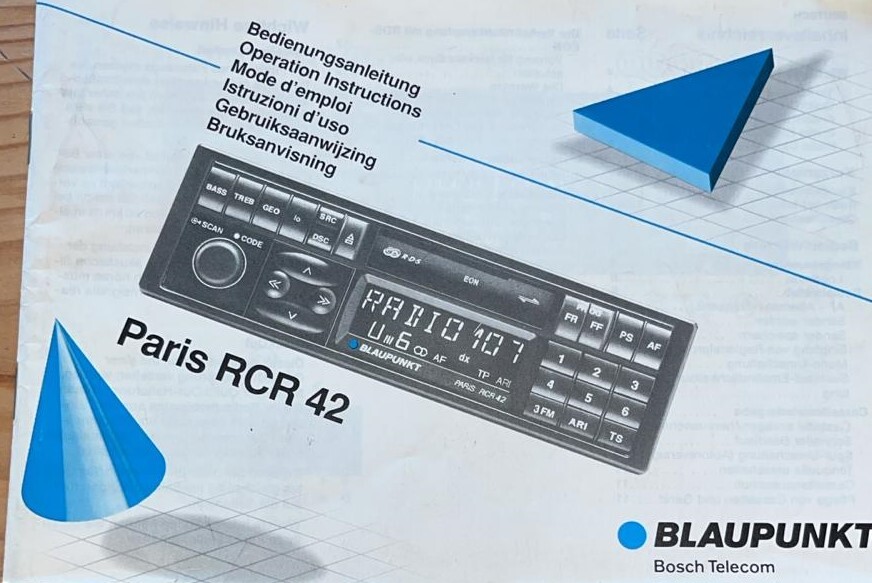 Bedienungsanleitung
Operation Instructions
Mode d'emploi
Istruzioni d'uso
Gebruiksaanwijzing
Bruksanvisning
BASS TREB GEO lo SRC
DSC
SCAN CODE
R·D·S EON
FR FF PS AF
RADIO 107
U 6 AF dx TP ARI
BLAUPUNKT PARIS RCR 42
1 2 3
4 5 6
3 FM ARI TS
Paris RCR 42
BLAUPUNKT
Bosch Telecom